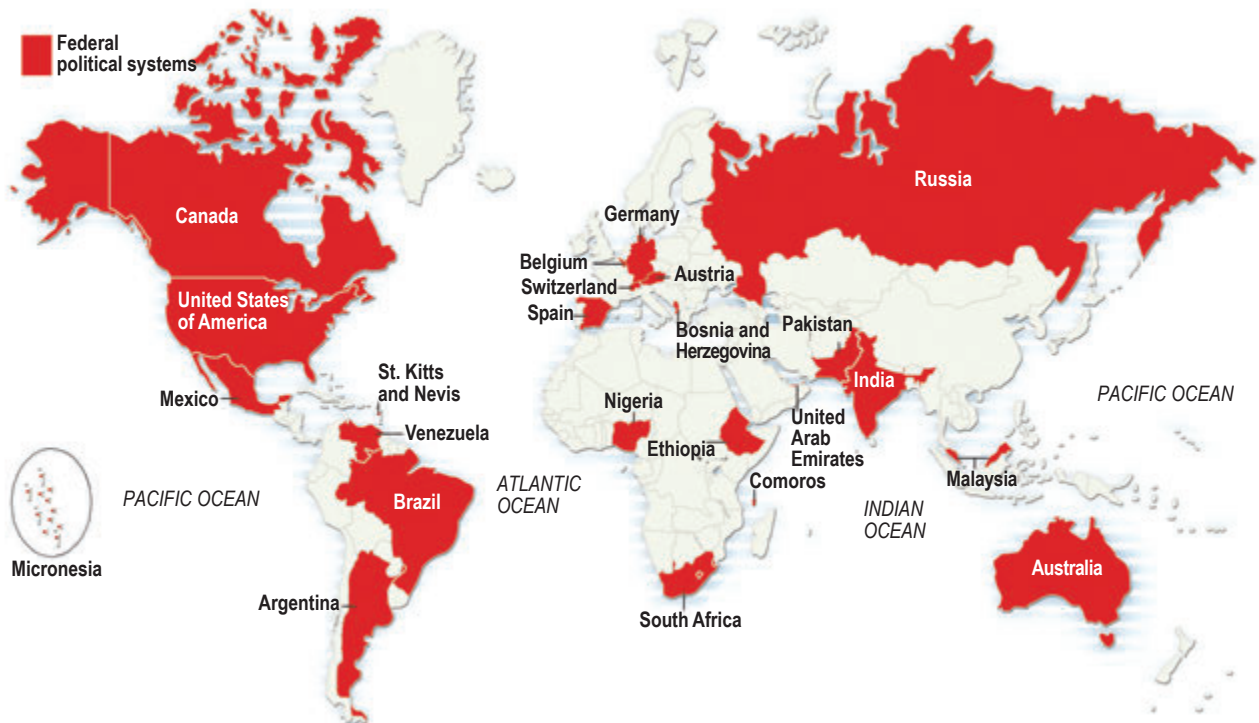 Federal
political systems
Russia
Canada
Germany
Belgium
Austria
Switzerland
United States
of America
Spain
Bosnia and
Herzegovina
Pakistan
St. Kitts
and Nevis
India
Mexico
Nigeria
PACIFIC OCEAN
United
Arab
Emirates
Venezuela
Ethiopia
Comoros
Malaysia
PACIFIC OCEAN
ATLANTIC
OCEAN
Brazil
INDIAN
OCEAN
Micronesia
Australia
Argentina
South Africa